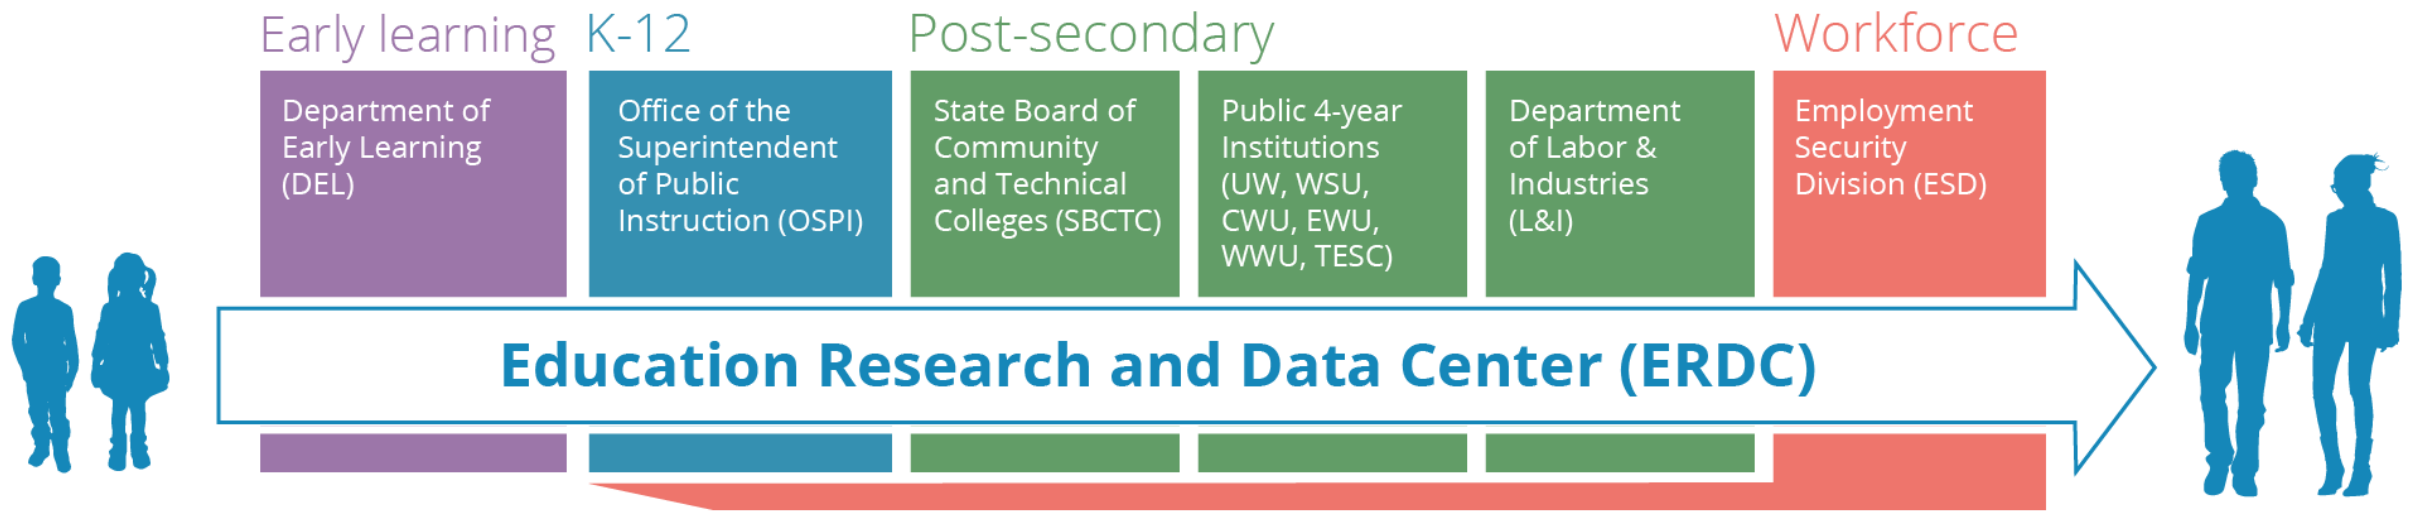 Early learning
K-12
Post-secondary
Workforce
Department of
Early Learning
(DEL)
Office of the
Superintendent
of Public
Instruction (OSPI)
State Board of
Community
and Technical
Colleges (SBCTC)
Public 4-year
Institutions
(UW, WSU,
CWU, EWU,
WWU, TESC)
Department
of Labor &
Industries
(L&I)
Employment
Security
Division (ESD)
Education Research and Data Center (ERDC)